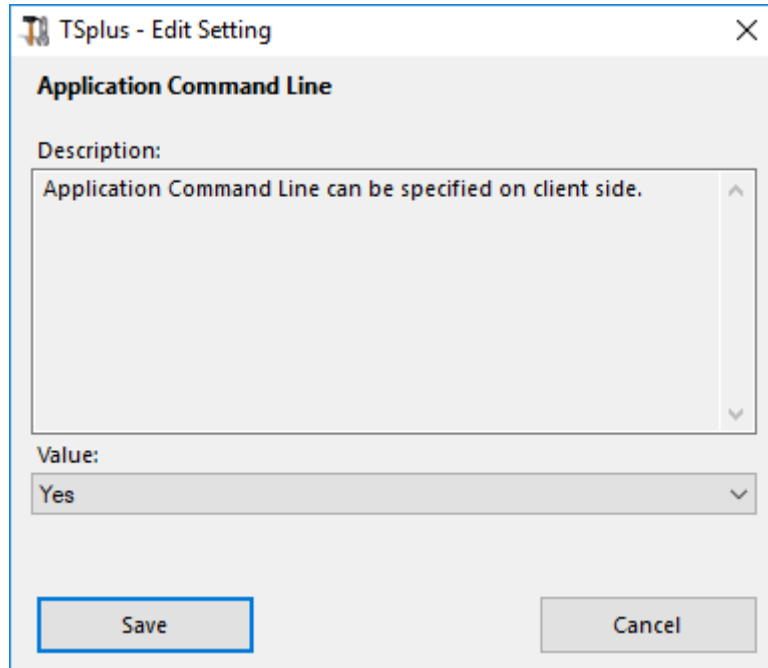 TSplus - Edit Setting
Application Command Line
Description:
Application Command Line can be specified on client side.
Value:
Yes
Save
Cancel